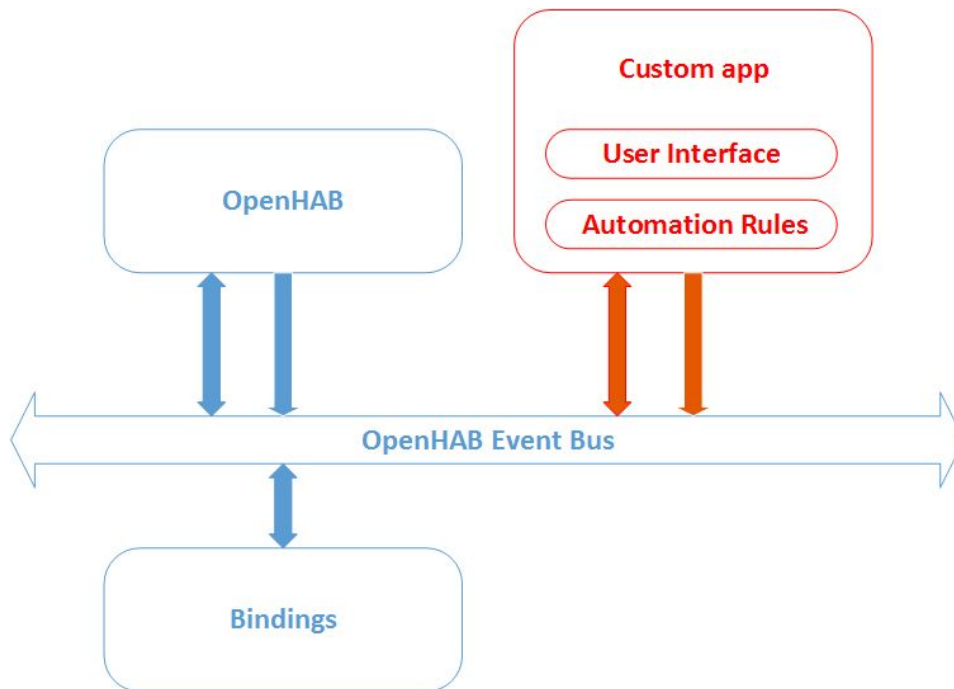 Custom app
User Interface
OpenHAB
Automation Rules
OpenHAB Event Bus
Bindings